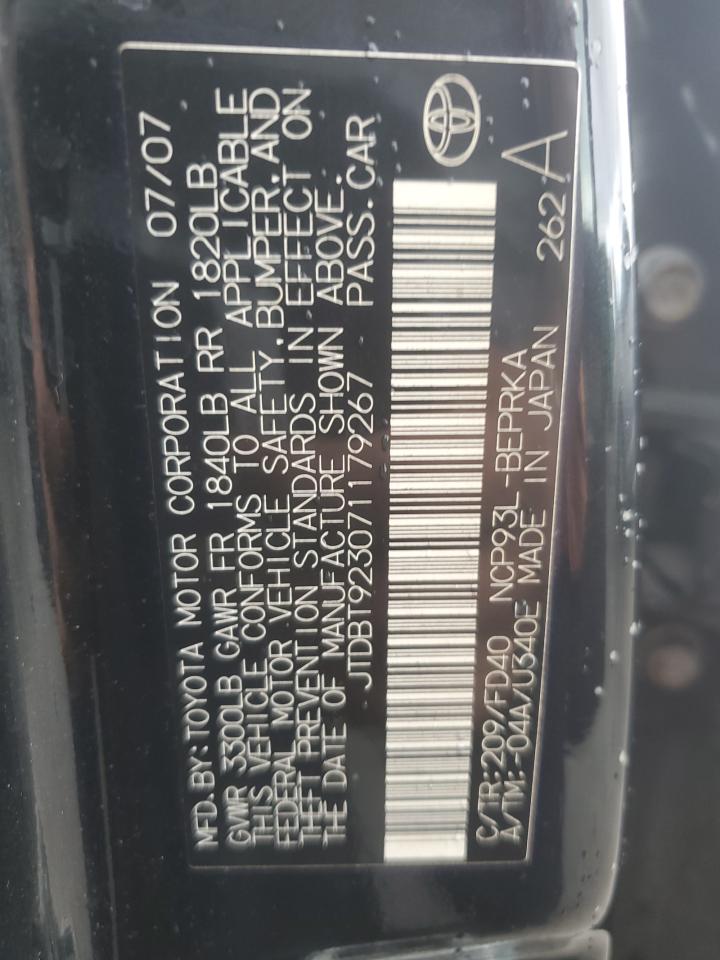 MFD.BY:TOYOTA MOTOR CORPORATION 07/07
GVWR 3300LB GAWR FR 1840LB RR 1820LB
THIS VEHICLE CONFORMS TO ALL APPLICABLE
FEDERAL MOTOR VEHICLE SAFETY,BUMPER,AND
THEFT PREVENTION STANDARDS IN EFFECT ON
THE DATE OF MANUFACTURE SHOWN ABOVE.
JTDBT923071179267 PASS.CAR
C/TR:209/FD40 NCP93L-BEPRKA 262A
A/TM:-04A/U340E MADE IN JAPAN